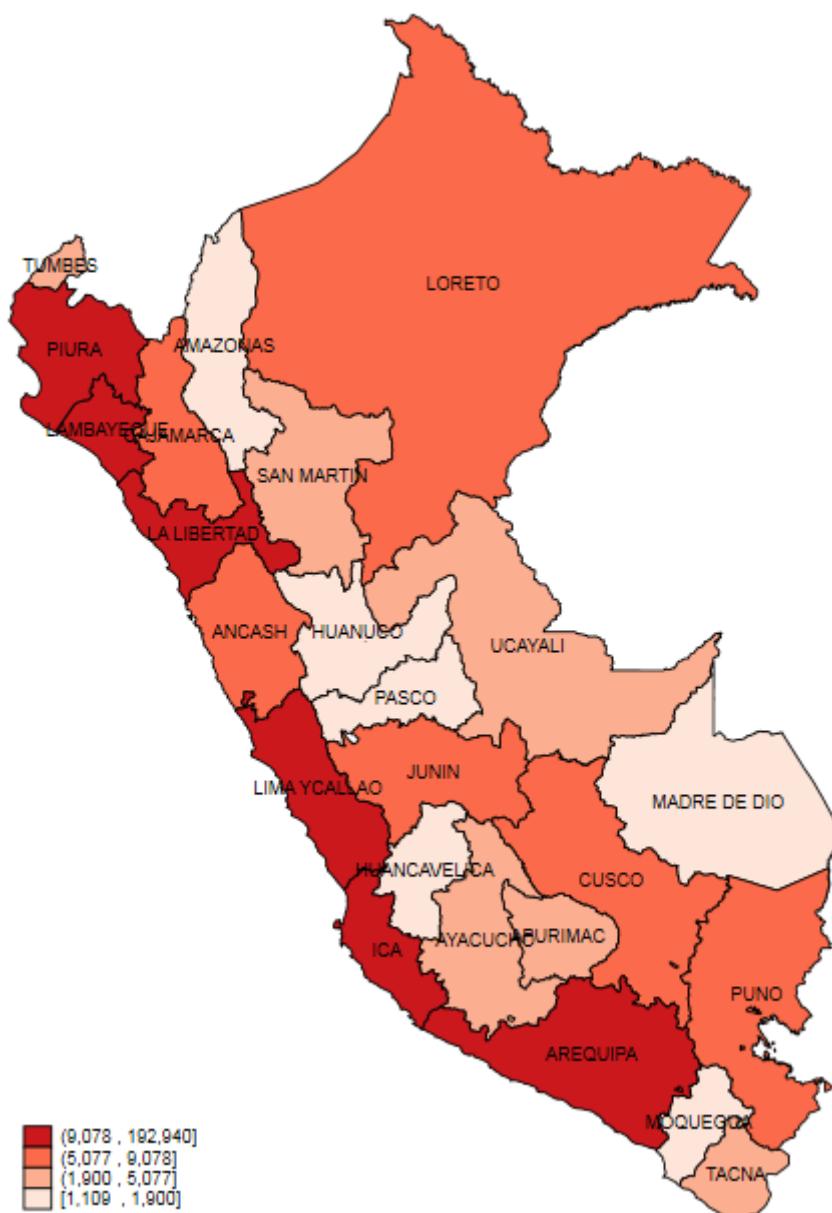 TUMBES
LORETO
PIURA
AMAZONAS
LAMBAYEQUE
CAJAMARCA
SAN MARTIN
LA LIBERTAD
ANCASH
HUANUCO
UCAYALI
PASCO
JUNIN
LIMA YCALLAO
MADRE DE DIO
HUANCAVELICA
CUSCO
ICA
AYACUCHO
APURIMAC
PUNO
AREQUIPA
MOQUEGUA
TACNA
(9,078 , 192,940]
(5,077 , 9,078]
(1,900 , 5,077]
[1,109 , 1,900]